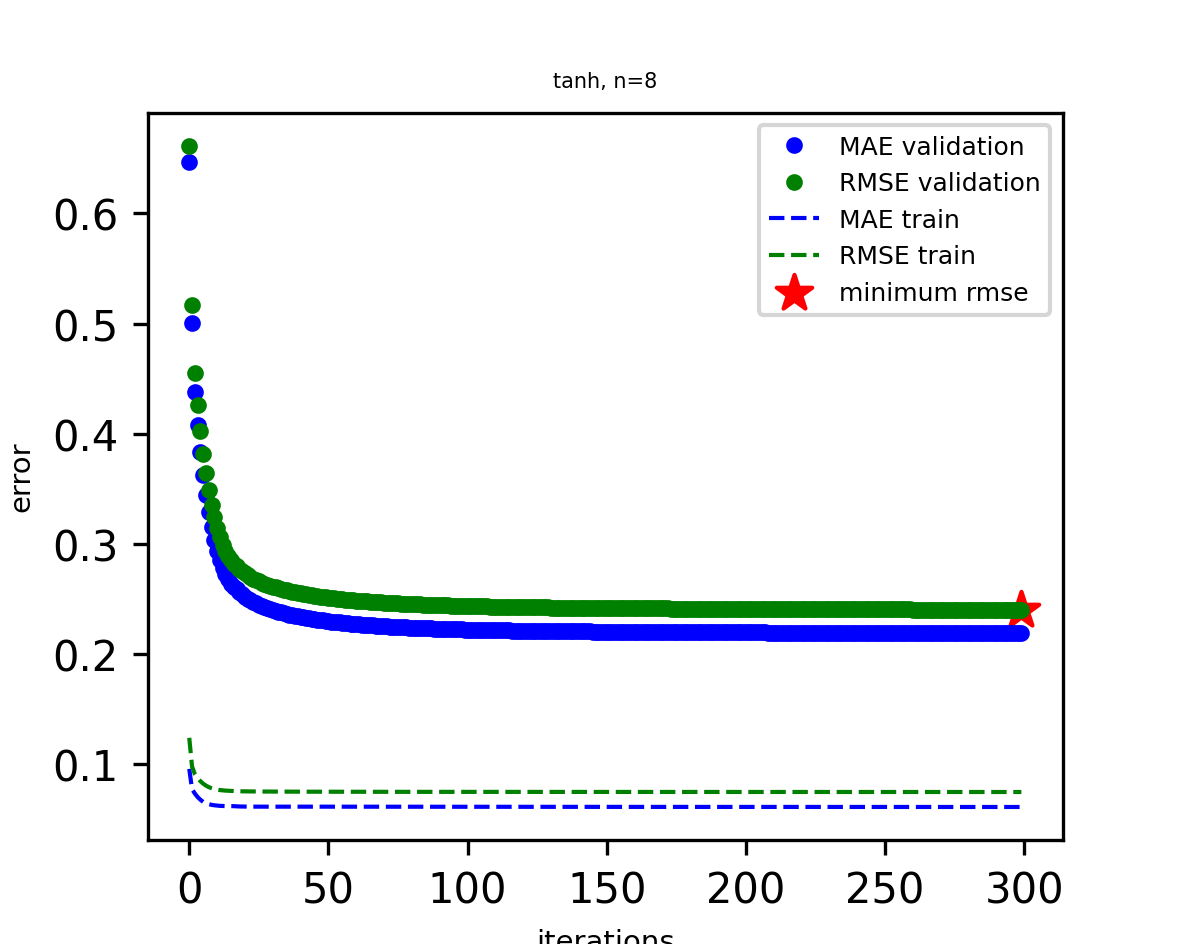 tanh, n=8
MAE validation
RMSE validation
MAE train
RMSE train
minimum rmse
error
0.6
0.5
0.4
0.3
0.2
0.1
0 50 100 150 200 250 300
iterations